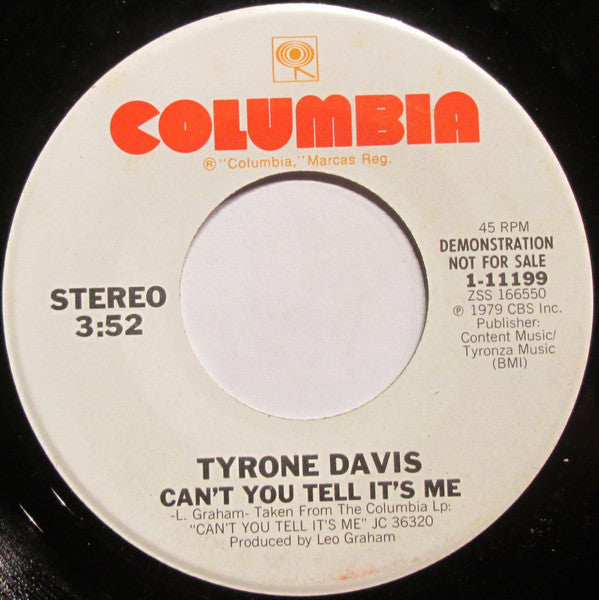 COLUMBIA
® "Columbia," Marcas Reg.
45 RPM
DEMONSTRATION
NOT FOR SALE
1-11199
ZSS 166550
℗ 1979 CBS Inc.
Publisher:
Content Music/
Tyronza Music
(BMI)
STEREO
3:52
TYRONE DAVIS
CAN'T YOU TELL IT'S ME
-L. Graham- Taken From The Columbia Lp:
"CAN'T YOU TELL IT'S ME" JC 36320
Produced by Leo Graham